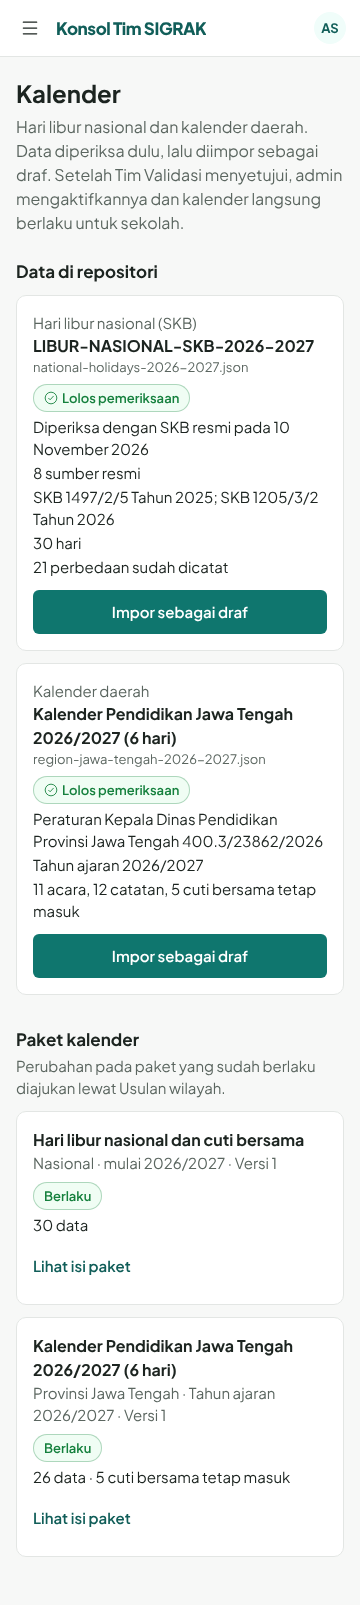 Konsol Tim SIGRAK
AS
Kalender
Hari libur nasional dan kalender daerah.
Data diperiksa dulu, lalu diimpor sebagai
draf. Setelah Tim Validasi menyetujui, admin
mengaktifkannya dan kalender langsung
berlaku untuk sekolah.
Data di repositori
Hari libur nasional (SKB)
LIBUR-NASIONAL-SKB-2026-2027
national-holidays-2026-2027.json
Lolos pemeriksaan
Diperiksa dengan SKB resmi pada 10
November 2026
8 sumber resmi
SKB 1497/2/5 Tahun 2025; SKB 1205/3/2
Tahun 2026
30 hari
21 perbedaan sudah dicatat
Impor sebagai draf
Kalender daerah
Kalender Pendidikan Jawa Tengah
2026/2027 (6 hari)
region-jawa-tengah-2026-2027.json
Lolos pemeriksaan
Peraturan Kepala Dinas Pendidikan
Provinsi Jawa Tengah 400.3/23862/2026
Tahun ajaran 2026/2027
11 acara, 12 catatan, 5 cuti bersama tetap
masuk
Impor sebagai draf
Paket kalender
Perubahan pada paket yang sudah berlaku
diajukan lewat Usulan wilayah.
Hari libur nasional dan cuti bersama
Nasional · mulai 2026/2027 · Versi 1
Berlaku
30 data
Lihat isi paket
Kalender Pendidikan Jawa Tengah
2026/2027 (6 hari)
Provinsi Jawa Tengah · Tahun ajaran
2026/2027 · Versi 1
Berlaku
26 data · 5 cuti bersama tetap masuk
Lihat isi paket